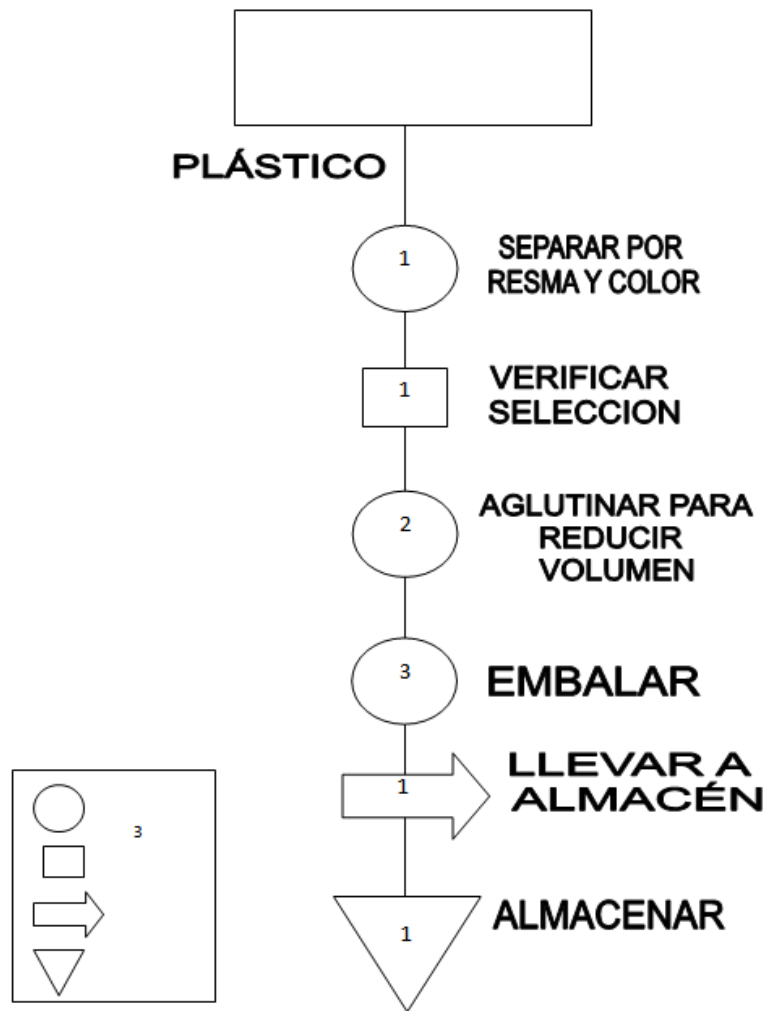 PLÁSTICO
1
SEPARAR POR
RESMA Y COLOR
1
VERIFICAR
SELECCION
2
AGLUTINAR PARA
REDUCIR
VOLUMEN
3
EMBALAR
1
LLEVAR A
ALMACÉN
1
ALMACENAR
3